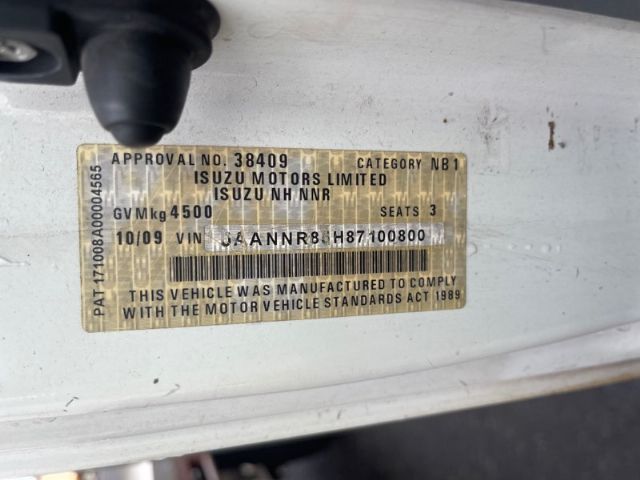 APPROVAL NO. 38409 CATEGORY NB1
ISUZU MOTORS LIMITED
ISUZU NH NNR
GVMkg 4500 SEATS 3
10/09 VIN
THIS VEHICLE WAS MANUFACTURED TO COMPLY
WITH THE MOTOR VEHICLE STANDARDS ACT 1989
PAT 171008A00004565